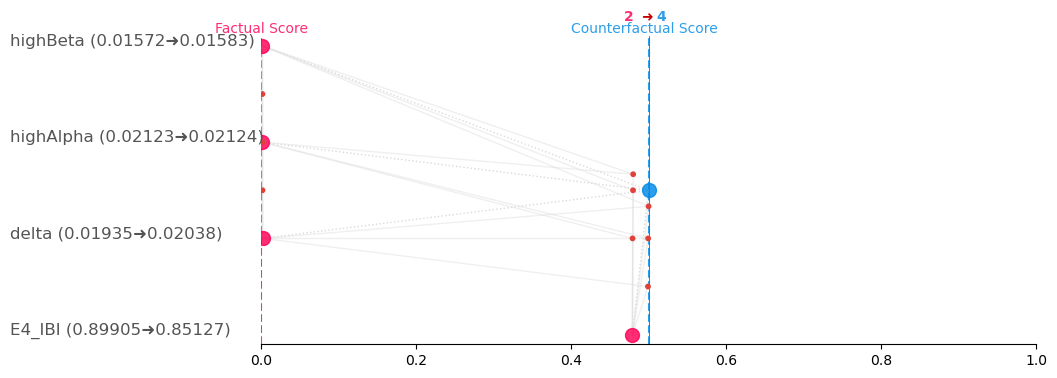 2 ➔ 4
Factual Score
Counterfactual Score
highBeta (0.01572➔0.01583)
highAlpha (0.02123➔0.02124)
delta (0.01935➔0.02038)
E4_IBI (0.89905➔0.85127)
0.0 0.2 0.4 0.6 0.8 1.0